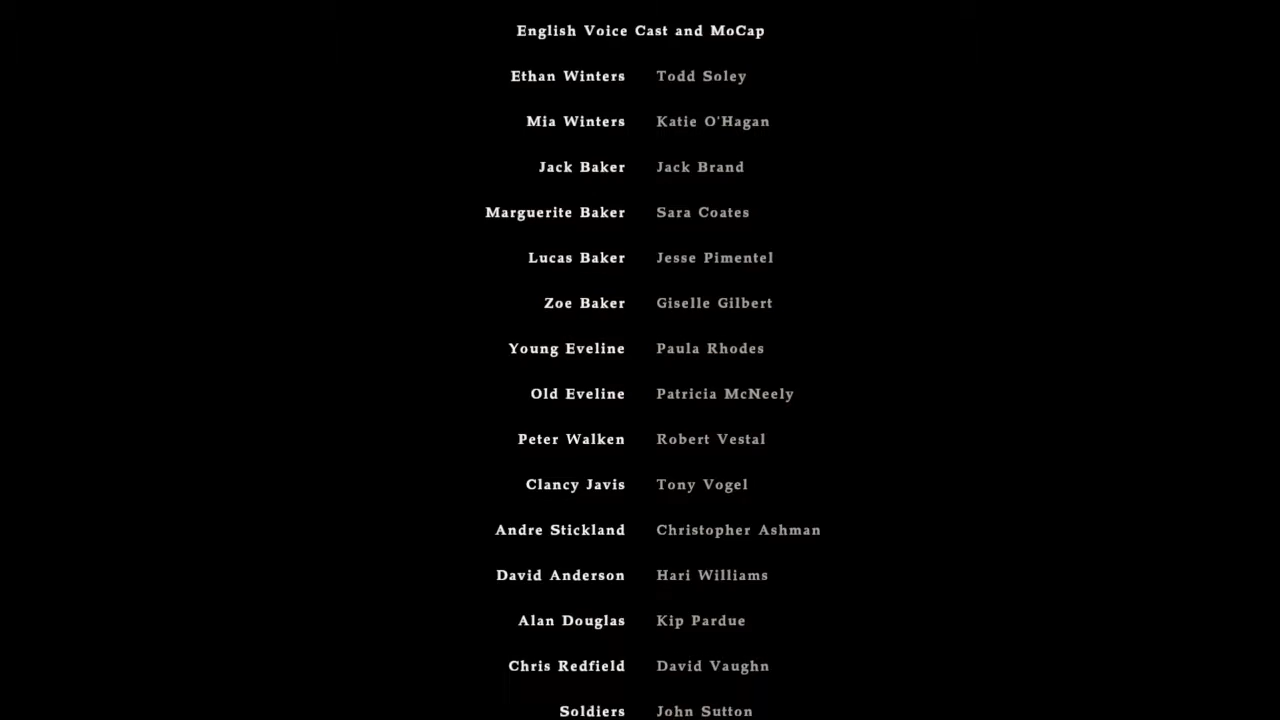 English Voice Cast and MoCap
Ethan Winters Todd Soley
Mia Winters Katie O'Hagan
Jack Baker Jack Brand
Marguerite Baker Sara Coates
Lucas Baker Jesse Pimentel
Zoe Baker Giselle Gilbert
Young Eveline Paula Rhodes
Old Eveline Patricia McNeely
Peter Walken Robert Vestal
Clancy Javis Tony Vogel
Andre Stickland Christopher Ashman
David Anderson Hari Williams
Alan Douglas Kip Pardue
Chris Redfield David Vaughn
Soldiers John Sutton